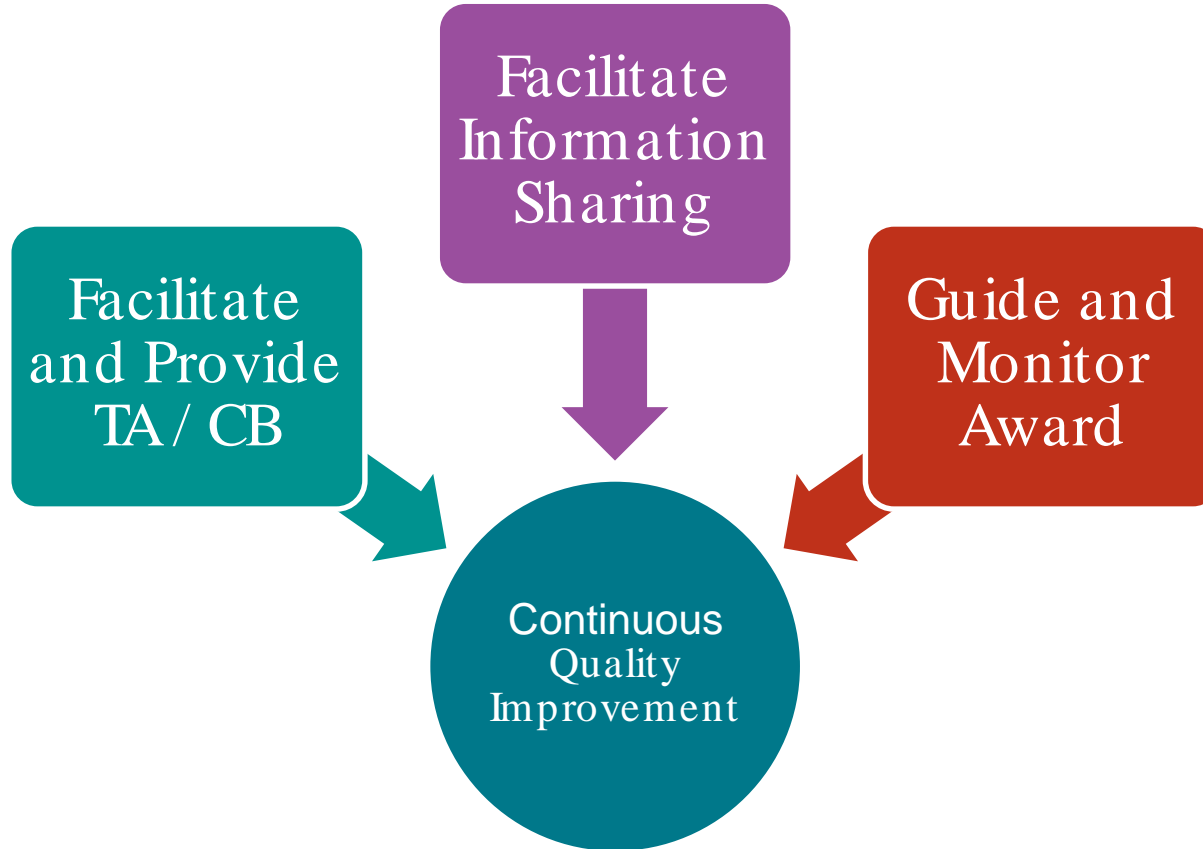 Facilitate
Information
Sharing
Facilitate
and Provide
TA / CB
Guide and
Monitor
Award
Continuous
Quality
Improvement